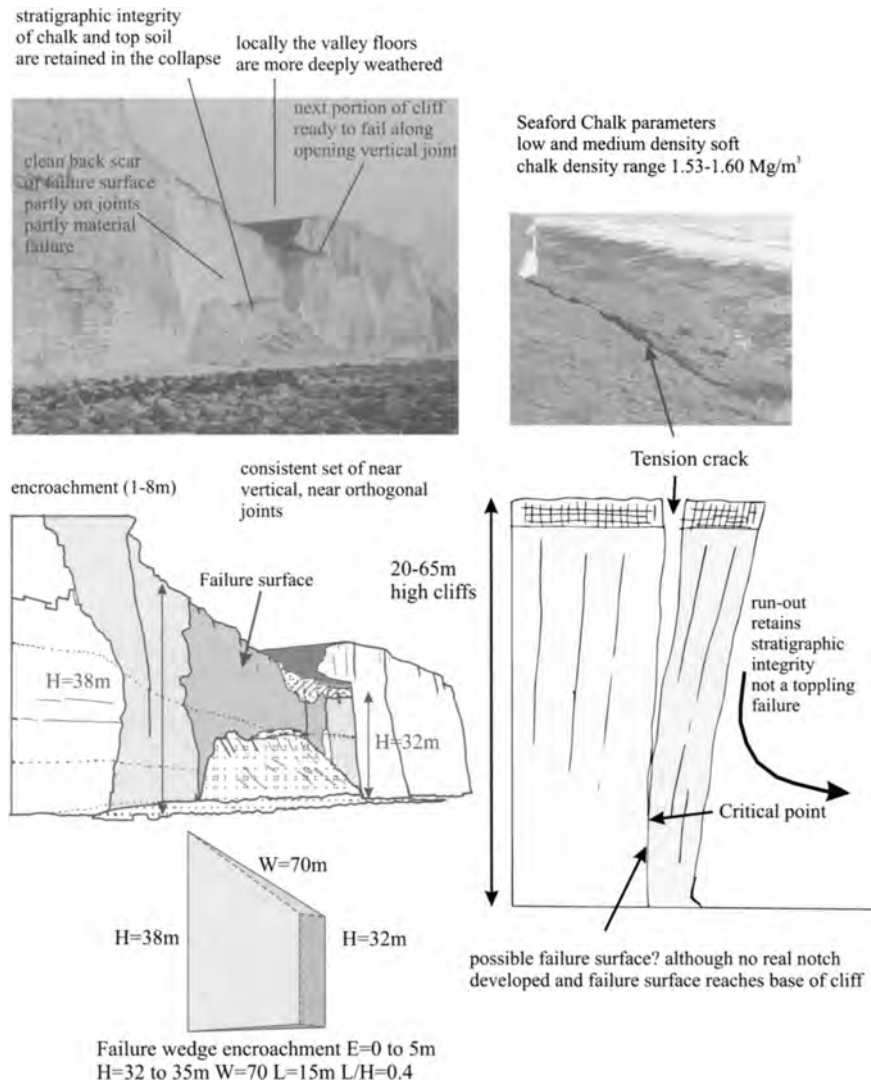 stratigraphic integrity
of chalk and top soil
are retained in the collapse
locally the valley floors
are more deeply weathered
next portion of cliff
ready to fail along
opening vertical joint
clean back scar
of failure surface
partly on joints
partly material
failure
Seaford Chalk parameters
low and medium density soft
chalk density range 1.53-1.60 Mg/m³
Tension crack
encroachment (1-8m)
consistent set of near
vertical, near orthogonal
joints
Failure surface
H=38m
H=32m
20-65m
high cliffs
run-out
retains
stratigraphic
integrity
not a toppling
failure
Critical point
possible failure surface? although no real notch
developed and failure surface reaches base of cliff
W=70m
H=38m
H=32m
Failure wedge encroachment E=0 to 5m
H=32 to 35m W=70 L=15m L/H=0.4